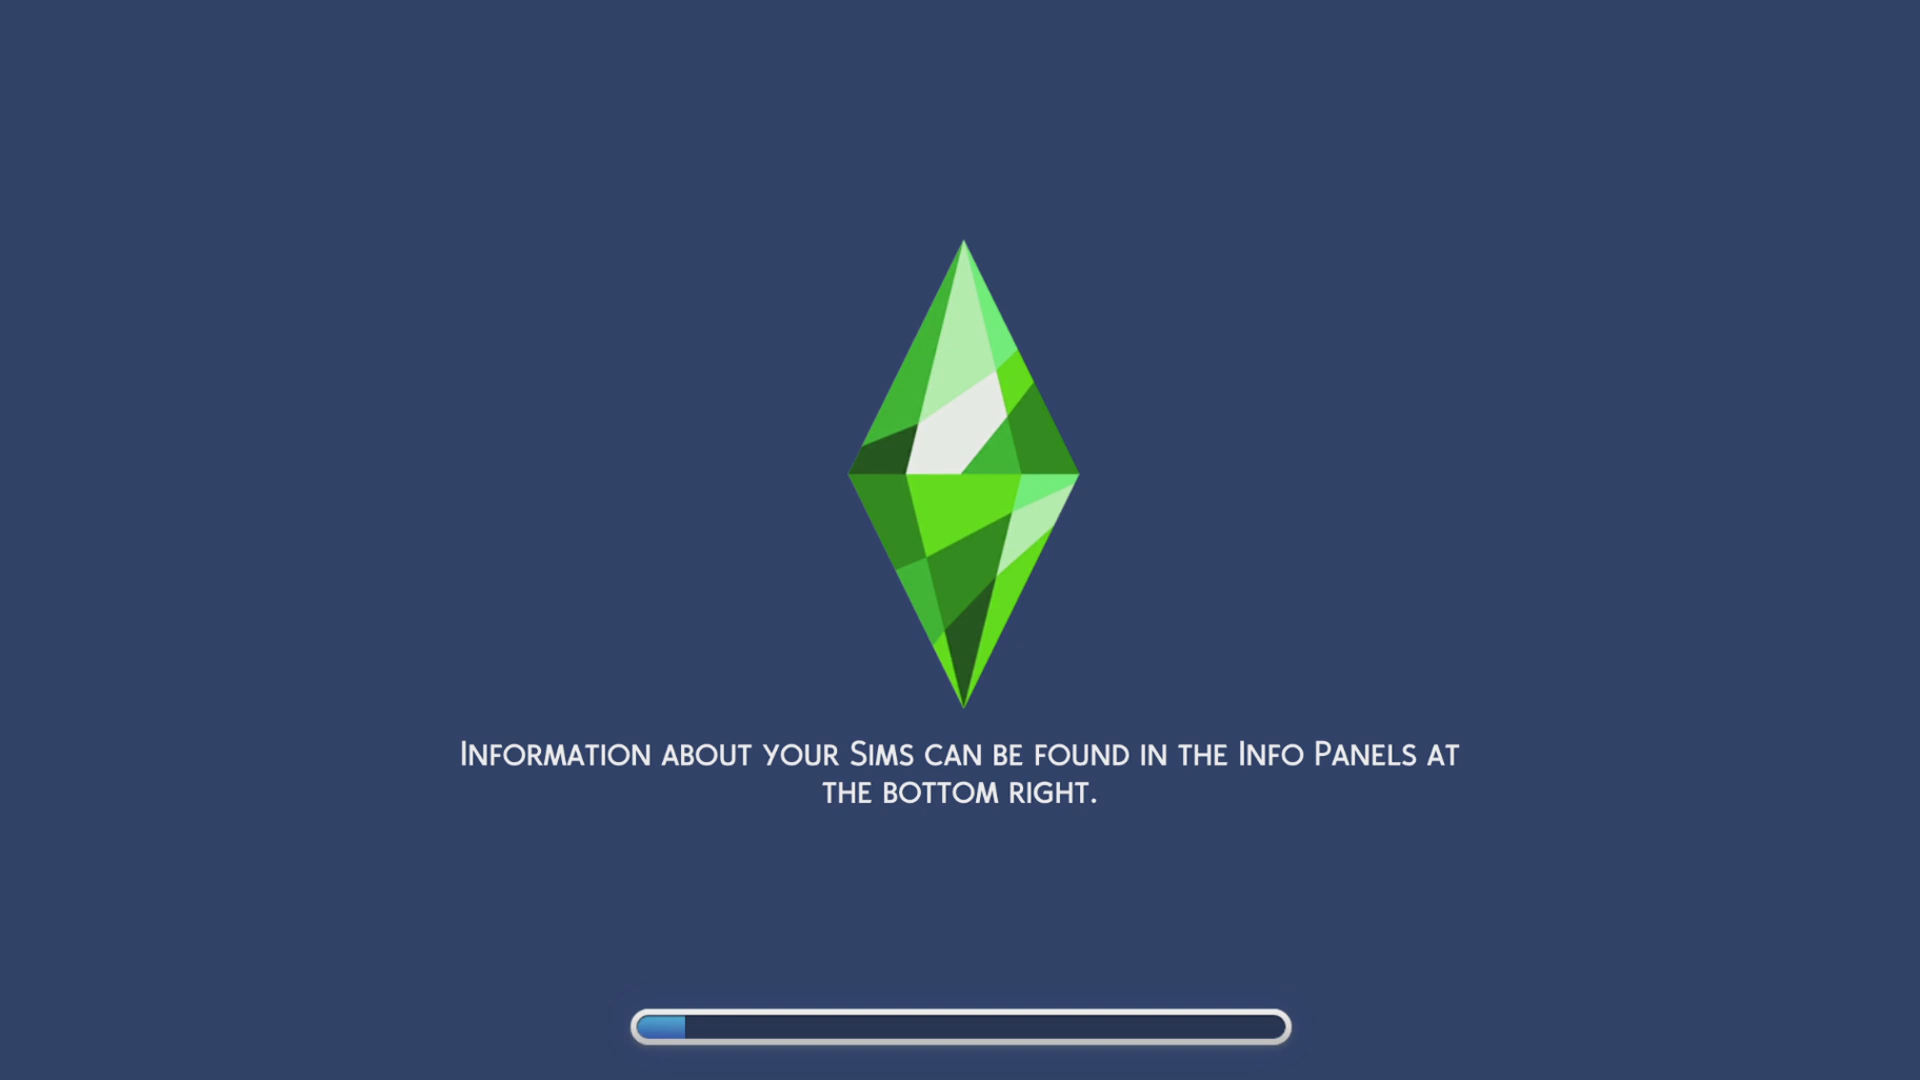 Information about your Sims can be found in the Info Panels at
the bottom right.